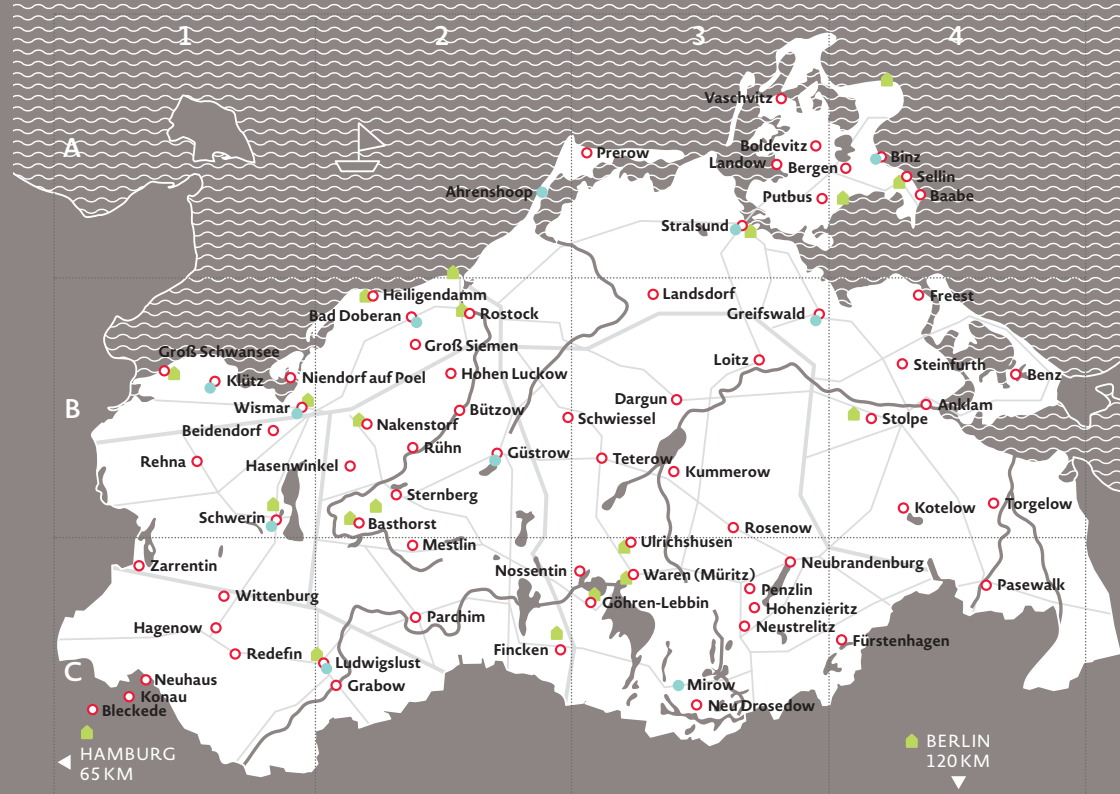 1
2
3
4
A
B
C
Vaschvitz
Boldevitz
Landow
Bergen
Binz
Sellin
Baabe
Putbus
Prerow
Ahrenshoop
Stralsund
Heiligendamm
Bad Doberan
Rostock
Groß Siemen
Landsdorf
Greifswald
Freest
Groß Schwansee
Klütz
Niendorf auf Poel
Hohen Luckow
Loitz
Steinfurth
Benz
Wismar
Bützow
Dargun
Anklam
Beidendorf
Nakenstorf
Schwiessel
Stolpe
Rehna
Hasenwinkel
Rühn
Güstrow
Teterow
Kummerow
Sternberg
Schwerin
Basthorst
Rosenow
Kotelow
Torgelow
Mestlin
Ulrichshusen
Zarrentin
Nossentin
Waren (Müritz)
Neubrandenburg
Wittenburg
Göhren-Lebbin
Penzlin
Pasewalk
Hohenzieritz
Hagenow
Parchim
Neustrelitz
Redefin
Fincken
Fürstenhagen
Ludwigslust
Neuhaus
Grabow
Mirow
Konau
Bleckede
Neu Drosedow
HAMBURG
65 KM
BERLIN
120 KM